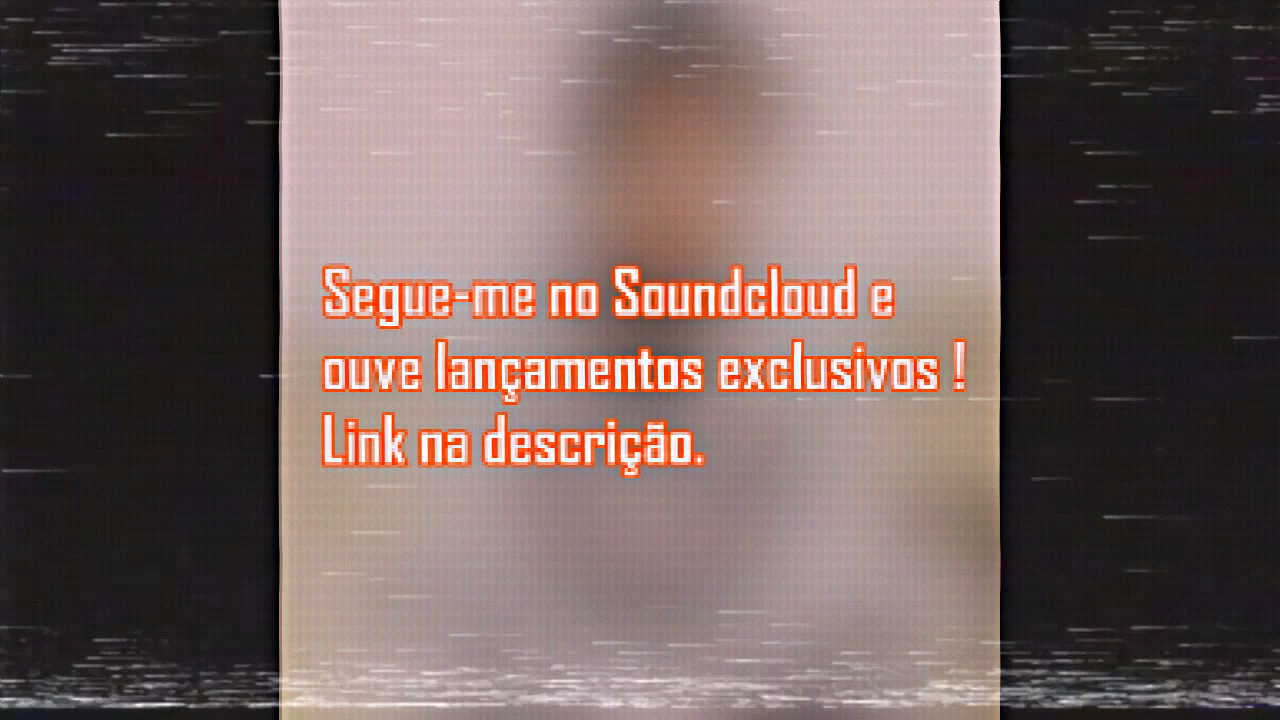 Segue-me no Soundcloud e
ouve lançamentos exclusivos !
Link na descrição.